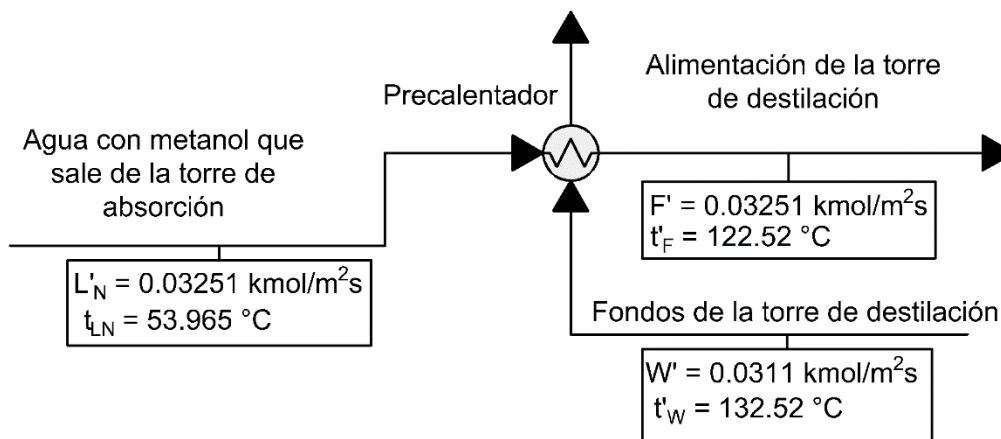 Precalentador
Alimentación de la torre
de destilación
Agua con metanol que
sale de la torre de
absorción
L'N = 0.03251 kmol/m²s
tLN = 53.965 °C
F' = 0.03251 kmol/m²s
t'F = 122.52 °C
Fondos de la torre de destilación
W' = 0.0311 kmol/m²s
t'W = 132.52 °C